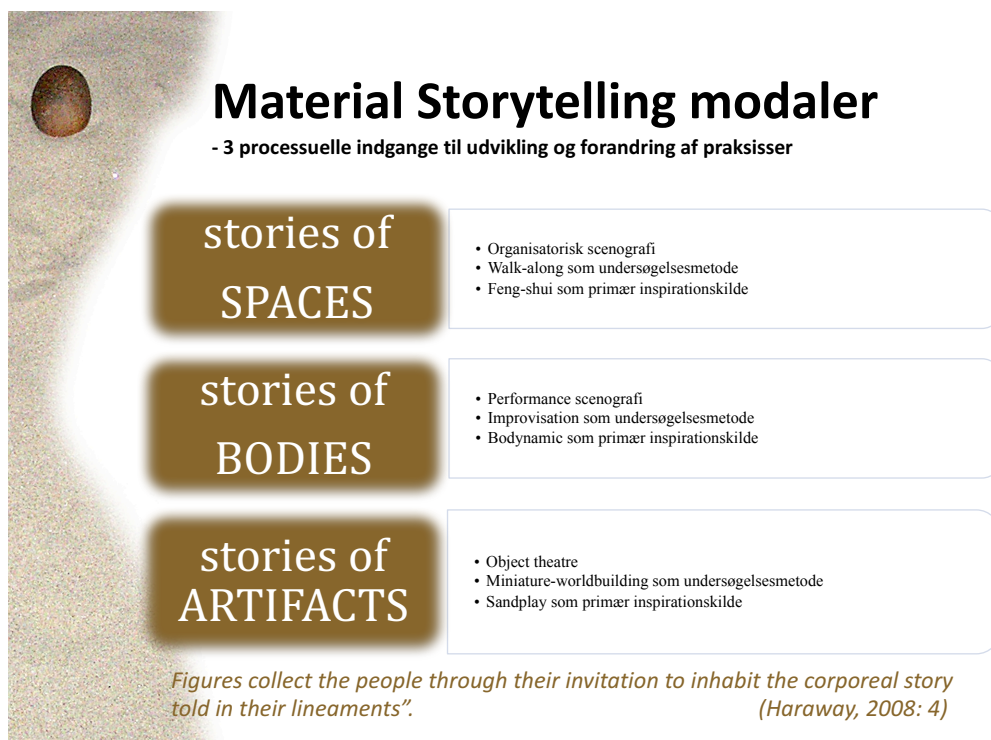 Material Storytelling modaler
- 3 processuelle indgange til udvikling og forandring af praksisser
stories of
SPACES
• Organisatorisk scenografi
• Walk-along som undersøgelsesmetode
• Feng-shui som primær inspirationskilde
stories of
BODIES
• Performance scenografi
• Improvisation som undersøgelsesmetode
• Bodynamic som primær inspirationskilde
stories of
ARTIFACTS
• Object theatre
• Miniature-worldbuilding som undersøgelsesmetode
• Sandplay som primær inspirationskilde
Figures collect the people through their invitation to inhabit the corporeal story
told in their lineaments”. (Haraway, 2008: 4)